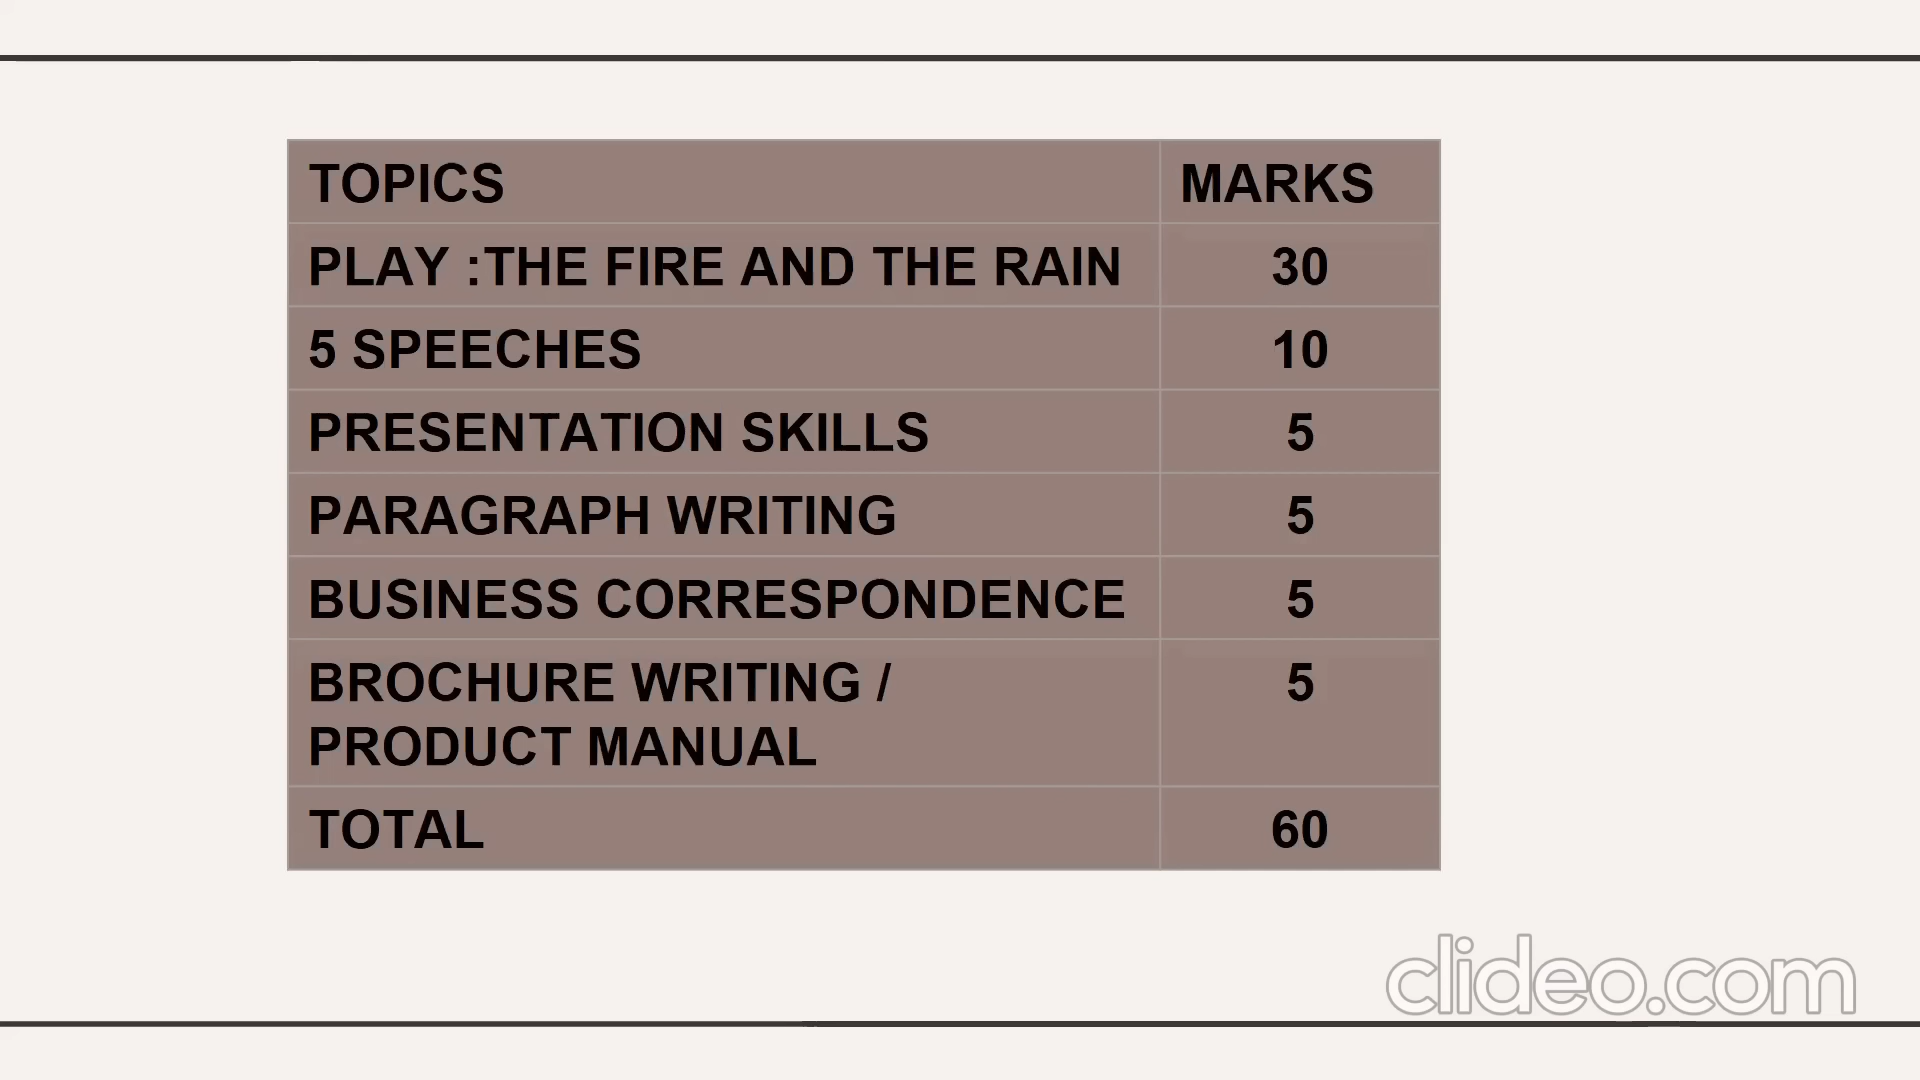 TOPICS MARKS
PLAY :THE FIRE AND THE RAIN 30
5 SPEECHES 10
PRESENTATION SKILLS 5
PARAGRAPH WRITING 5
BUSINESS CORRESPONDENCE 5
BROCHURE WRITING / 5
PRODUCT MANUAL
TOTAL 60
clideo.com